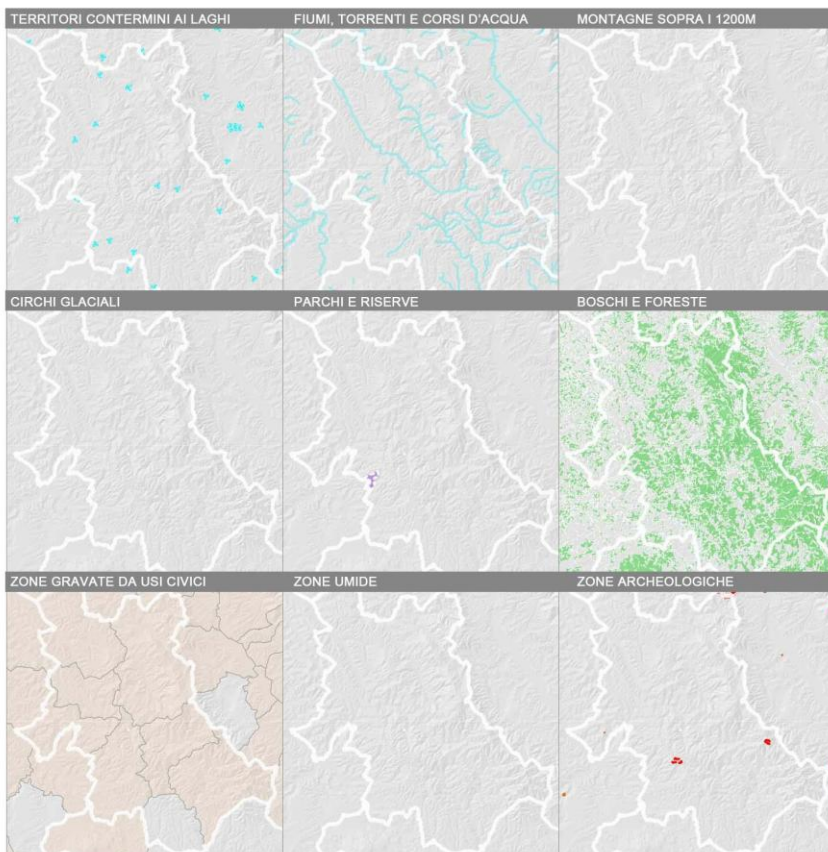 TERRITORI CONTERMINI AI LAGHI
FIUMI, TORRENTI E CORSI D'ACQUA
MONTAGNE SOPRA I 1200M
CIRCHI GLACIALI
PARCHI E RISERVE
BOSCHI E FORESTE
ZONE GRAVATE DA USI CIVICI
ZONE UMIDE
ZONE ARCHEOLOGICHE